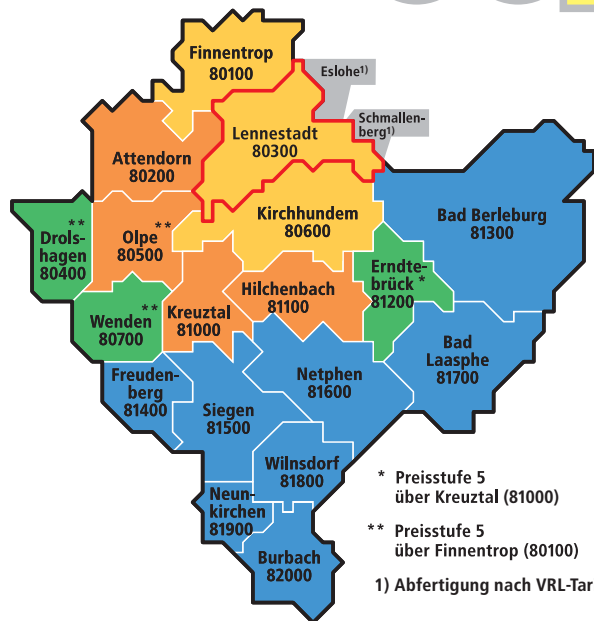 Finnentrop
80100
Eslohe1)
Schmallen-
berg1)
Lennestadt
80300
Attendorn
80200
Kirchhundem
80600
Bad Berleburg
81300
**
Drols-
hagen
80400
**
Olpe
80500
Erndte-
brück *
81200
Hilchenbach
81100
Kreuztal
81000
**
Wenden
80700
Bad
Laasphe
81700
Netphen
81600
Freuden-
berg
81400
Siegen
81500
Wilnsdorf
81800
Neun-
kirchen
81900
Burbach
82000
* Preisstufe 5
über Kreuztal (81000)
** Preisstufe 5
über Finnentrop (80100)
1) Abfertigung nach VRL-Tar